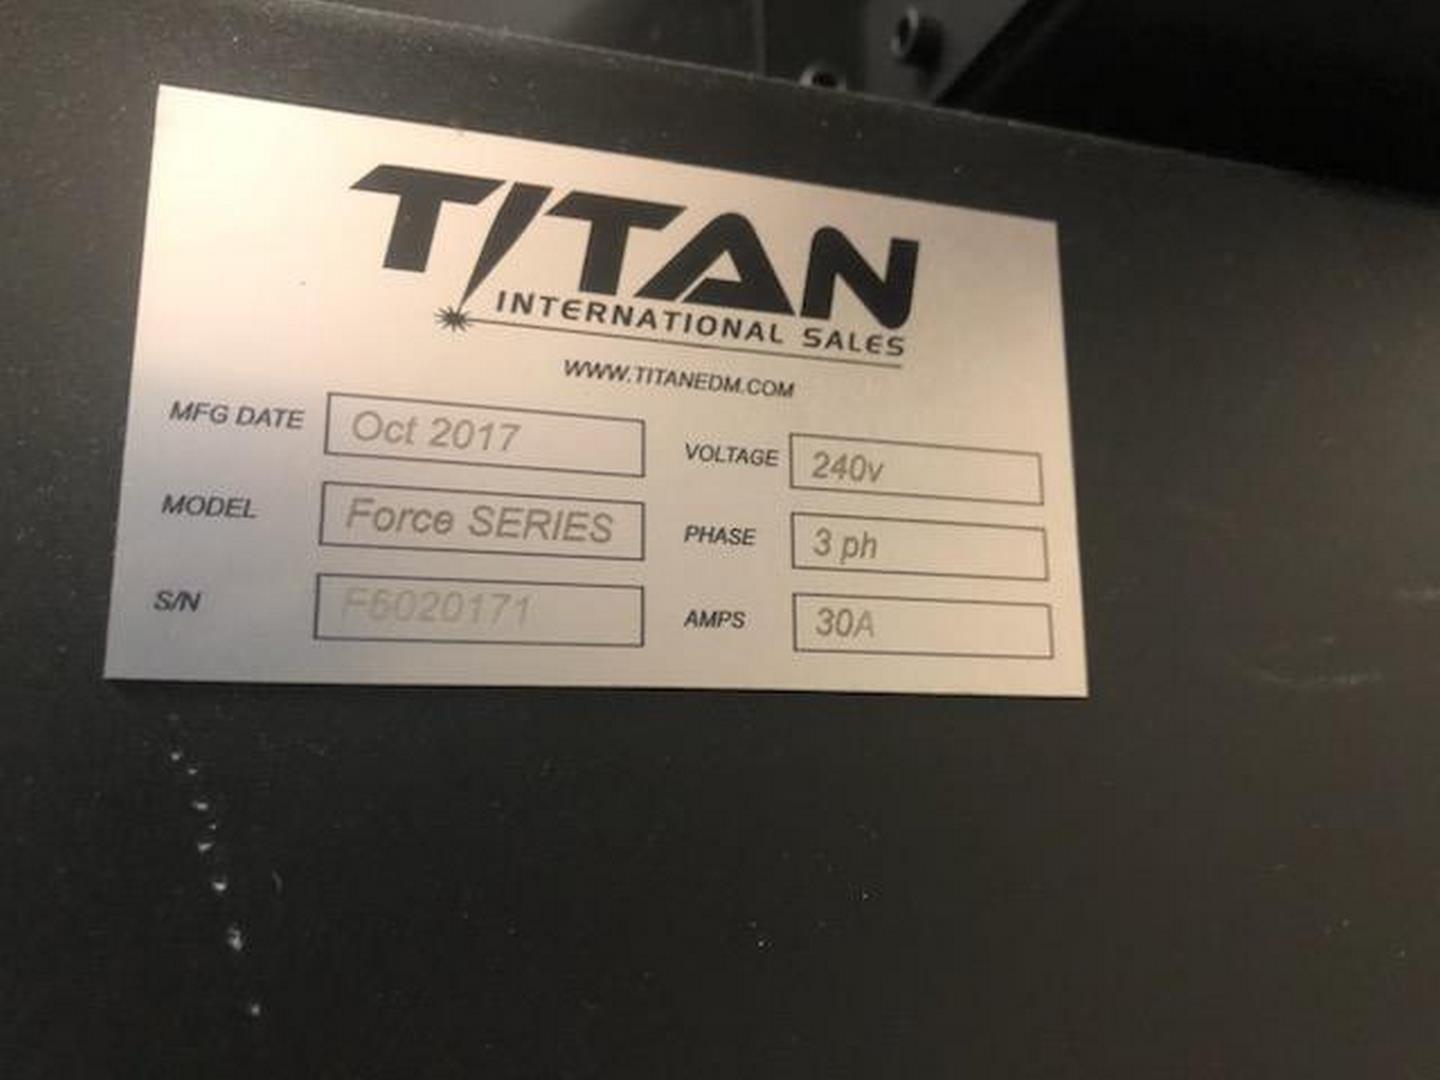 TITAN
INTERNATIONAL SALES
WWW.TITANEDM.COM
MFG DATE Oct 2017
VOLTAGE 240v
MODEL Force SERIES
PHASE 3 ph
S/N
AMPS 30A